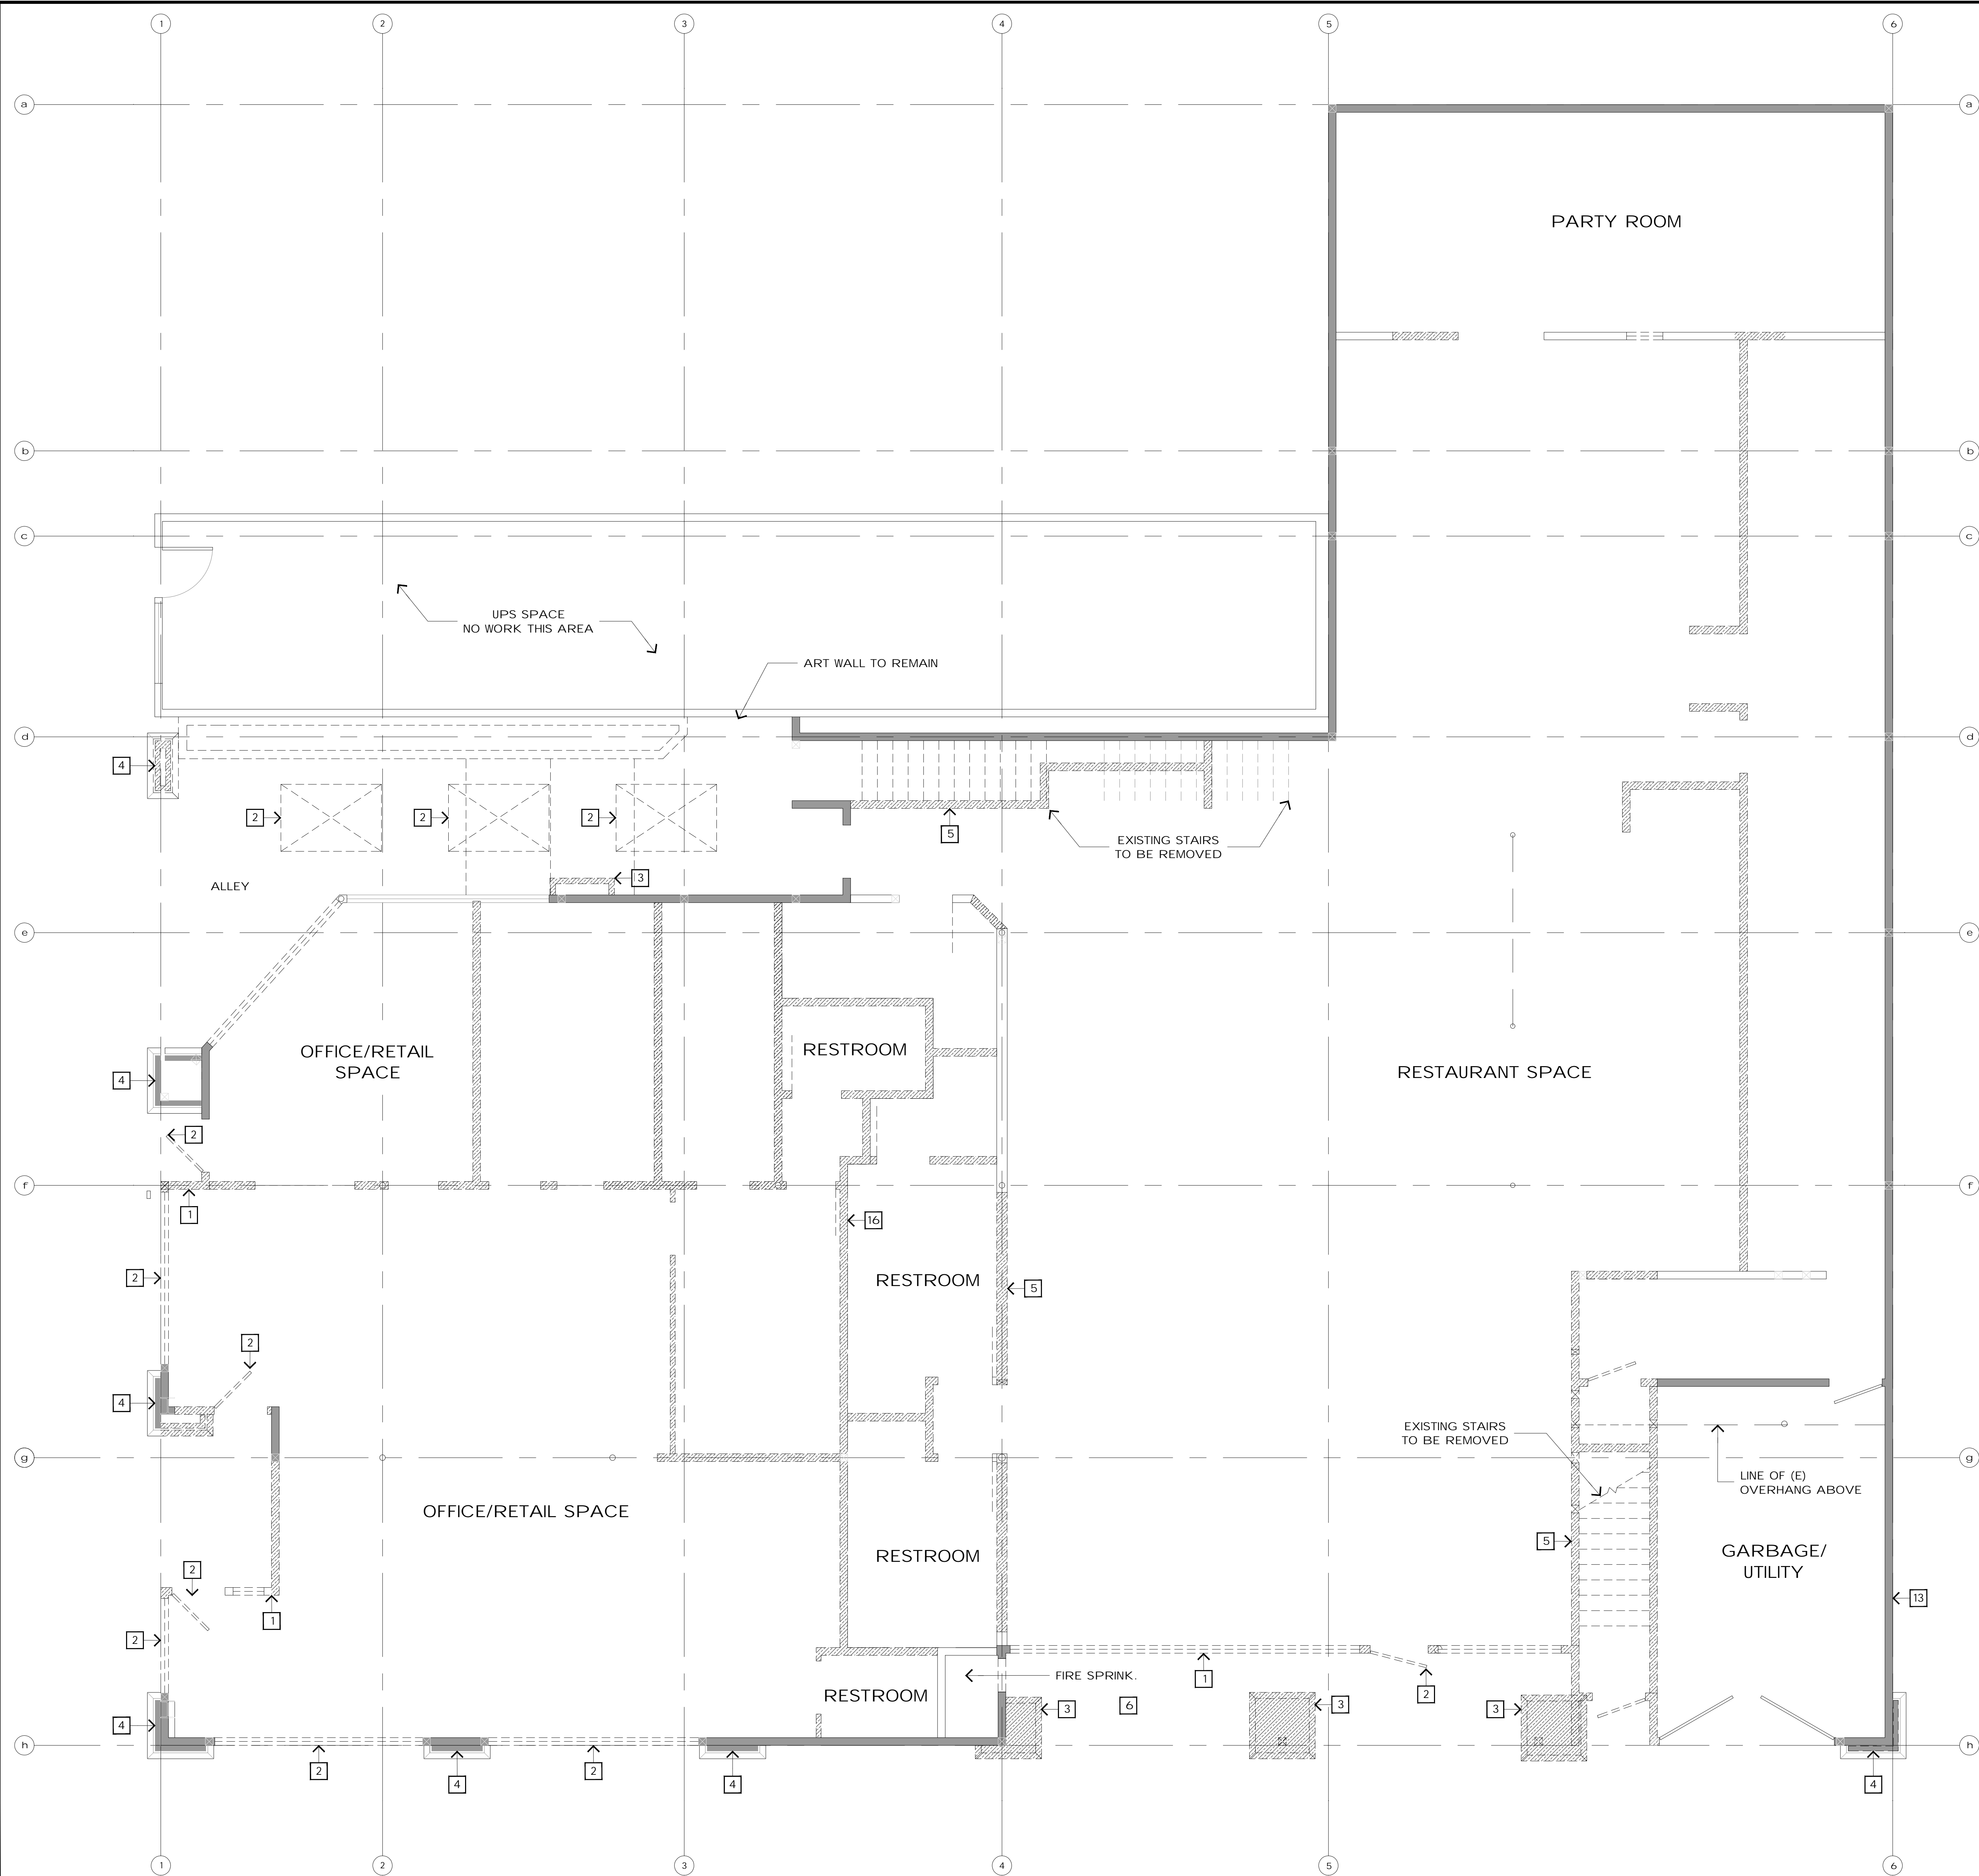 1
2
3
4
5
6
a
a
PARTY ROOM
b
b
c
c
UPS SPACE
NO WORK THIS AREA
ART WALL TO REMAIN
d
d
4
2
2
2
5
EXISTING STAIRS
TO BE REMOVED
3
ALLEY
e
e
OFFICE/RETAIL
SPACE
RESTROOM
RESTAURANT SPACE
4
2
f
f
1
16
2
RESTROOM
5
2
4
EXISTING STAIRS
TO BE REMOVED
g
g
LINE OF (E)
OVERHANG ABOVE
OFFICE/RETAIL SPACE
5
RESTROOM
GARBAGE/
UTILITY
2
13
1
2
FIRE SPRINK.
1
2
RESTROOM
3
6
3
3
4
h
h
2
4
2
4
4
1
2
3
4
5
6